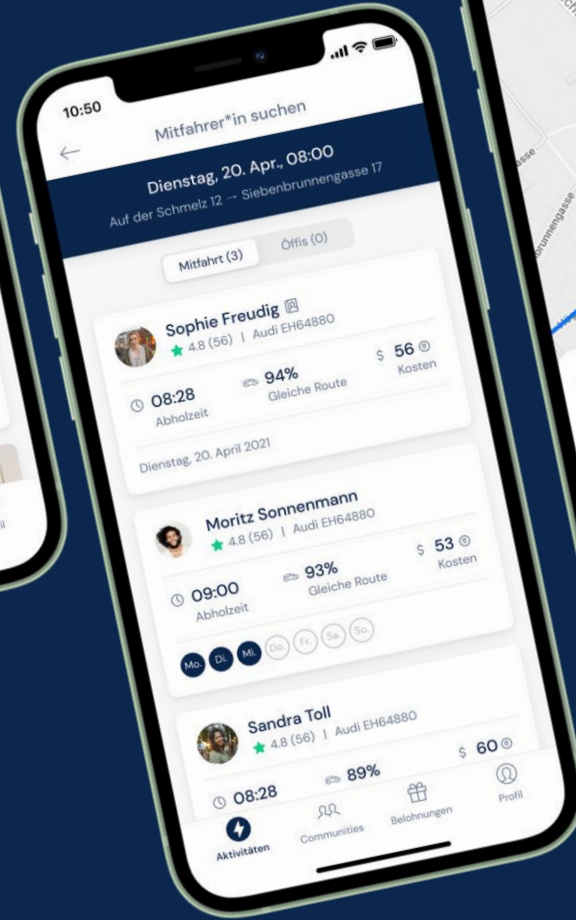 10:50
Mitfahrer*in suchen
Dienstag, 20. Apr., 08:00
Auf der Schmelz 12 → Siebenbrunnengasse 17
Mitfahrt (3)
Öffis (0)
Sophie Freudig
4.8 (56) | Audi EH64880
08:28
Abholzeit
94%
Gleiche Route
$ 56
Kosten
Dienstag, 20. April 2021
Moritz Sonnenmann
4.8 (56) | Audi EH64880
09:00
Abholzeit
93%
Gleiche Route
$ 53
Kosten
Mo. Di. Mi. Do. Fr. Sa. So.
Sandra Toll
4.8 (56) | Audi EH64880
08:28
89%
$ 60
Aktivitäten
Communities
Belohnungen
Profil